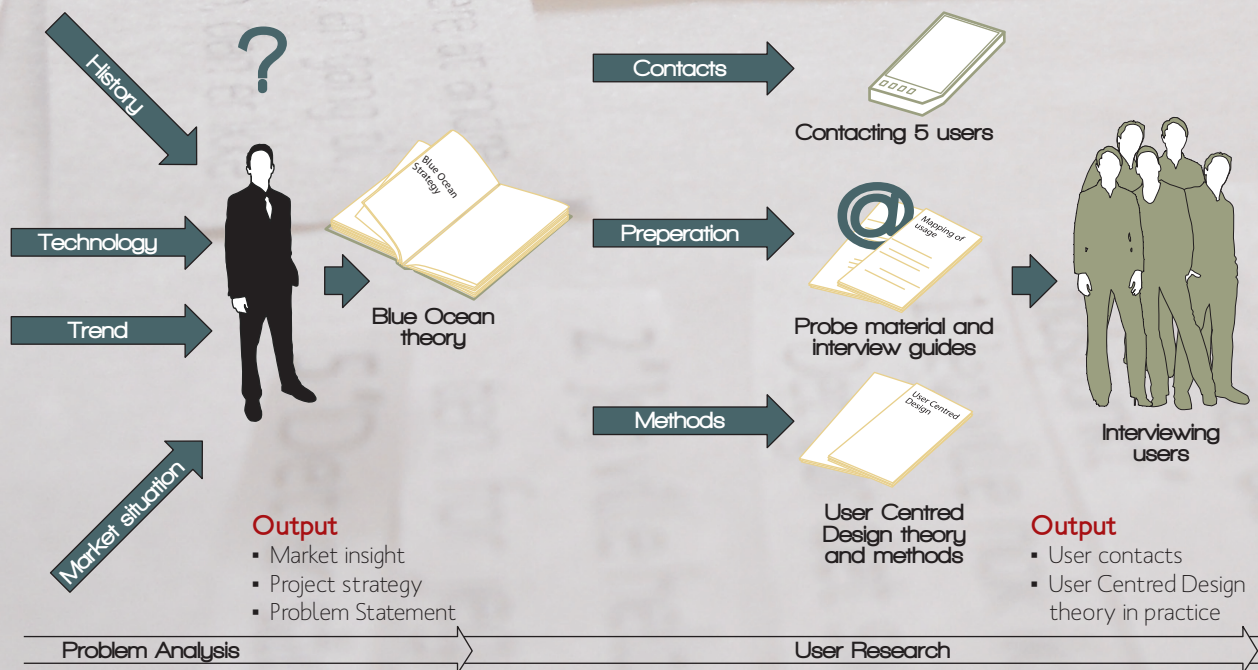 History
?
Technology
Trend
Market situation
Blue Ocean
Strategy
Blue Ocean
theory
Output
▪ Market insight
▪ Project strategy
▪ Problem Statement
Problem Analysis
Contacts
Contacting 5 users
Preperation
@
Mapping of
usage
Probe material and
interview guides
Methods
User Centred
Design
User Centred
Design theory
and methods
Interviewing
users
Output
▪ User contacts
▪ User Centred Design
theory in practice
User Research